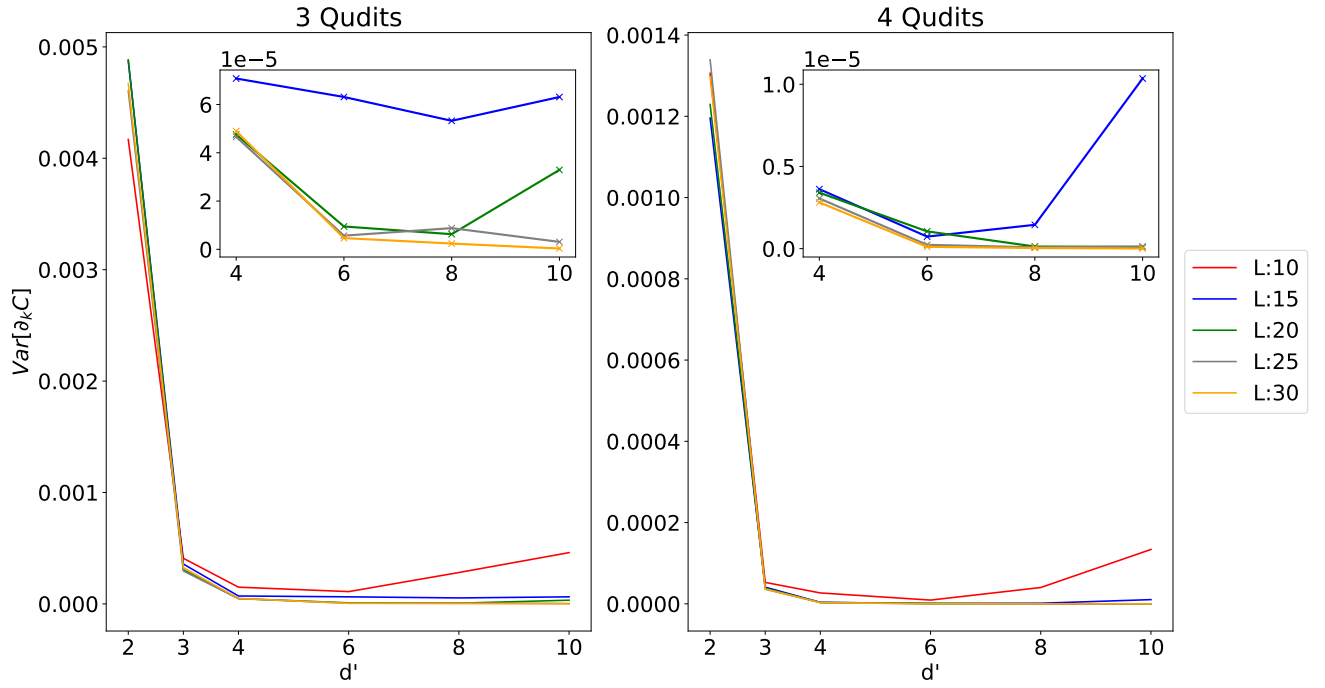 3 Qudits
4 Qudits
Var[∂kC]
0.005
0.004
0.003
0.002
0.001
0.000
2 3 4 6 8 10
d'
1e−5
6
4
2
0
4 6 8 10
0.0014
0.0012
0.0010
0.0008
0.0006
0.0004
0.0002
0.0000
2 3 4 6 8 10
d'
1e−5
1.0
0.5
0.0
4 6 8 10
L:10
L:15
L:20
L:25
L:30